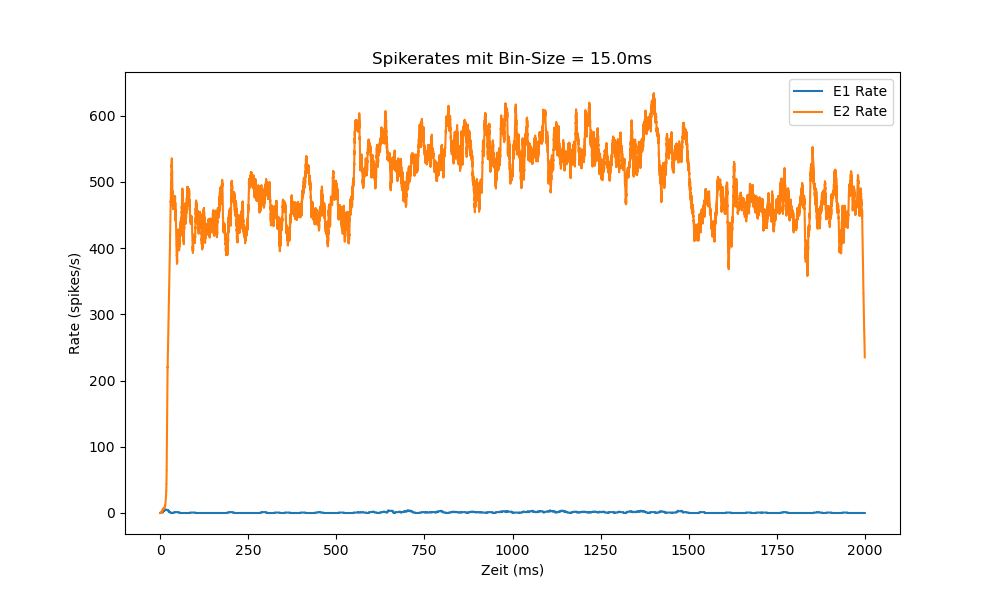 Spikerates mit Bin-Size = 15.0ms
E1 Rate
E2 Rate
Rate (spikes/s)
600
500
400
300
200
100
0
0 250 500 750 1000 1250 1500 1750 2000
Zeit (ms)